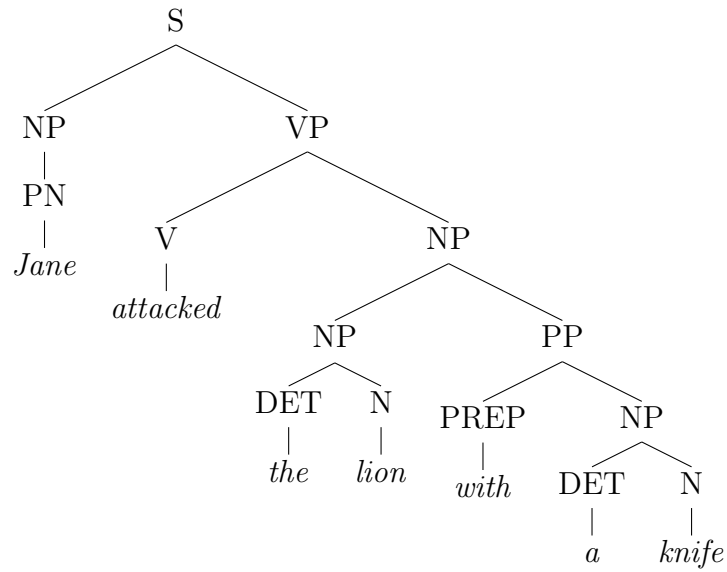 S
NP VP
PN
Jane
V NP
attacked
NP PP
DET N PREP NP
the lion with
DET N
a knife